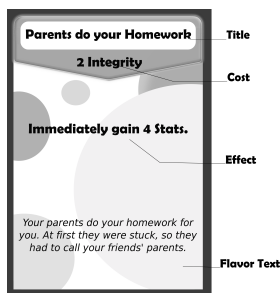 Parents do your Homework
Title
2 Integrity
Cost
Immediately gain 4 Stats.
Effect
Your parents do your homework for
you. At first they were stuck, so they
had to call your friends' parents.
Flavor Text